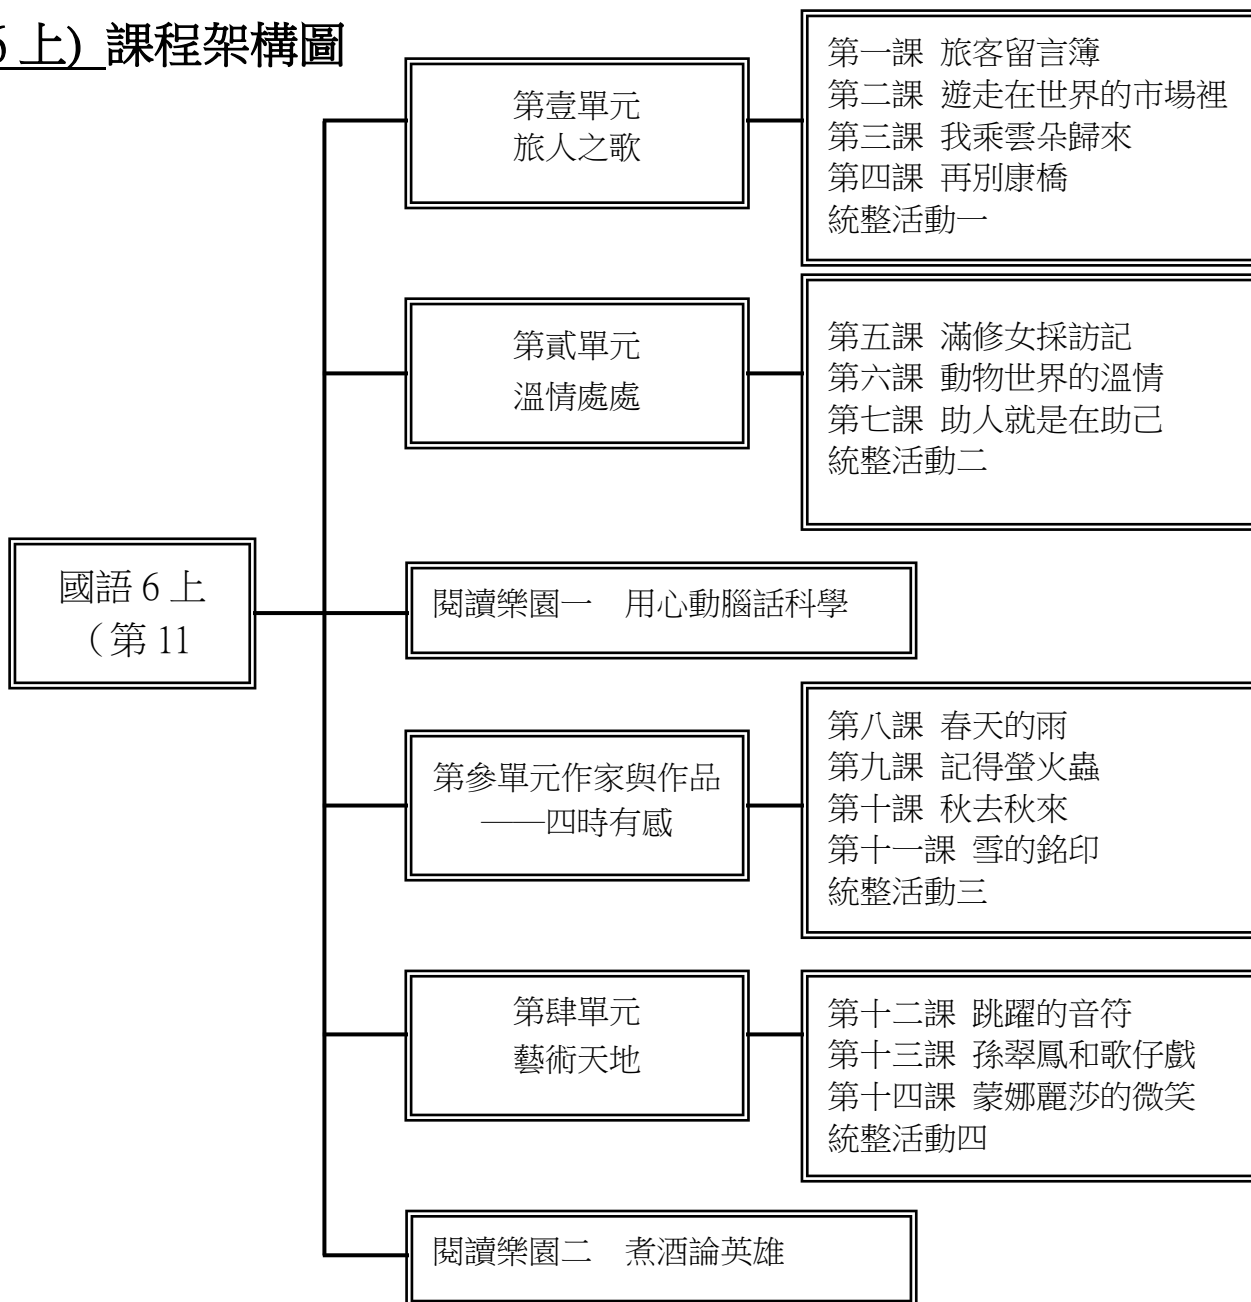 6 上) 課程架構圖
第壹單元
旅人之歌
第一課 旅客留言簿
第二課 遊走在世界的市場裡
第三課 我乘雲朵歸來
第四課 再別康橋
統整活動一
第貳單元
溫情處處
第五課 滿修女採訪記
第六課 動物世界的溫情
第七課 助人就是在助己
統整活動二
國語 6 上
（第 11
閱讀樂園一 用心動腦話科學
第參單元作家與作品
──四時有感
第八課 春天的雨
第九課 記得螢火蟲
第十課 秋去秋來
第十一課 雪的銘印
統整活動三
第肆單元
藝術天地
第十二課 跳躍的音符
第十三課 孫翠鳳和歌仔戲
第十四課 蒙娜麗莎的微笑
統整活動四
閱讀樂園二 煮酒論英雄